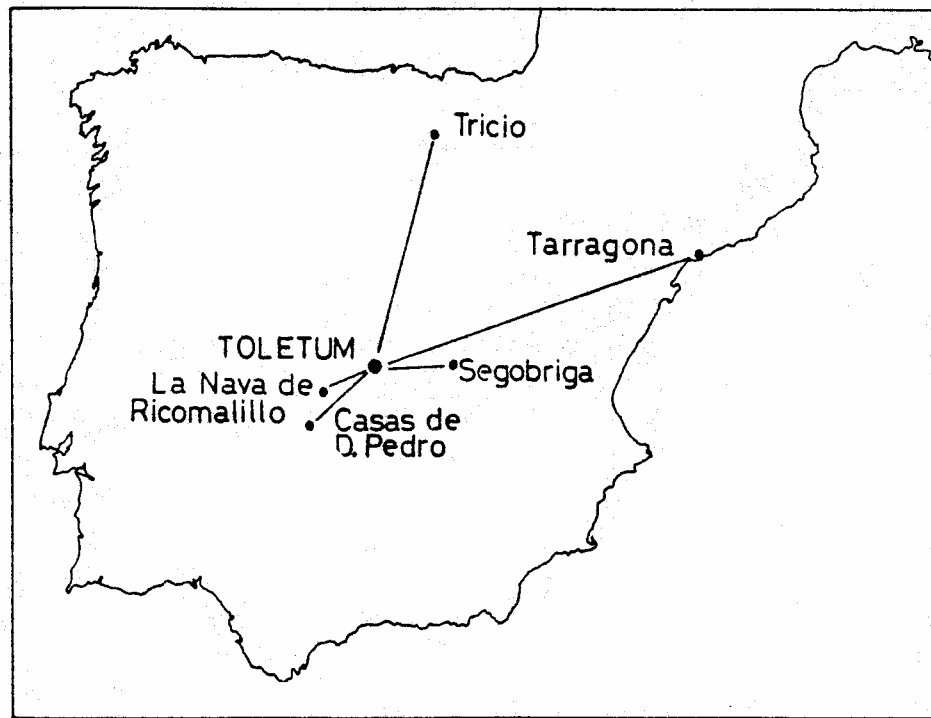 Tricio
Tarragona
TOLETUM
Segobriga
La Nava de
Ricomalillo
Casas de
D. Pedro